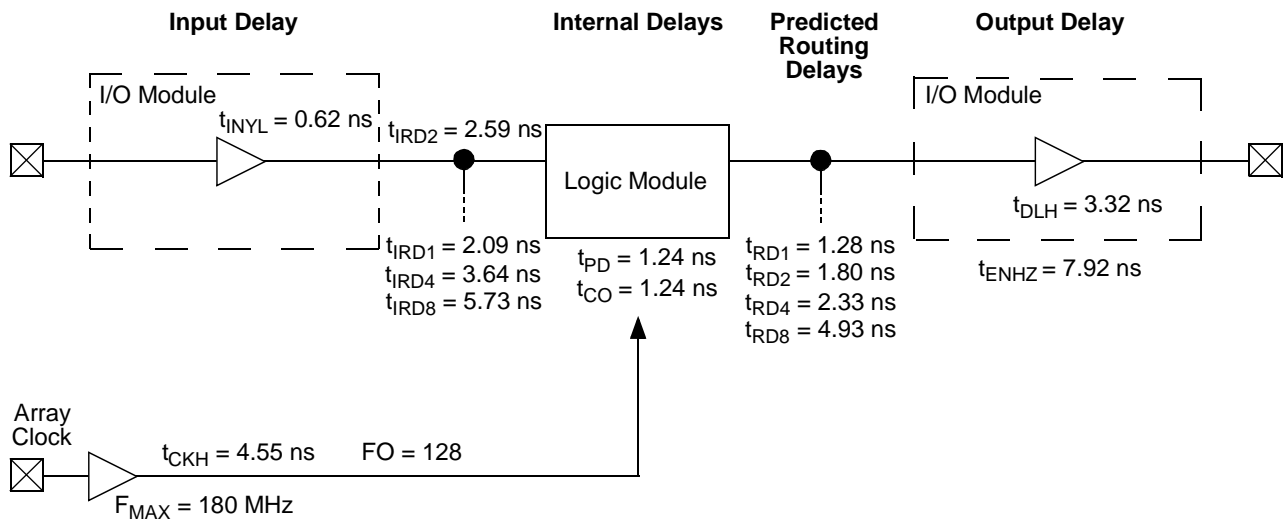 Input Delay
Internal Delays
Predicted
Routing
Delays
Output Delay
I/O Module
tINYL = 0.62 ns
tIRD2 = 2.59 ns
tIRD1 = 2.09 ns
tIRD4 = 3.64 ns
tIRD8 = 5.73 ns
Logic Module
tPD = 1.24 ns
tCO = 1.24 ns
tRD1 = 1.28 ns
tRD2 = 1.80 ns
tRD4 = 2.33 ns
tRD8 = 4.93 ns
I/O Module
tDLH = 3.32 ns
tENHZ = 7.92 ns
Array
Clock
tCKH = 4.55 ns FO = 128
FMAX = 180 MHz